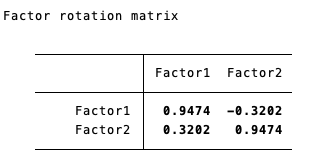 Factor rotation matrix
Factor1 Factor2
Factor1 0.9474 -0.3202
Factor2 0.3202 0.9474